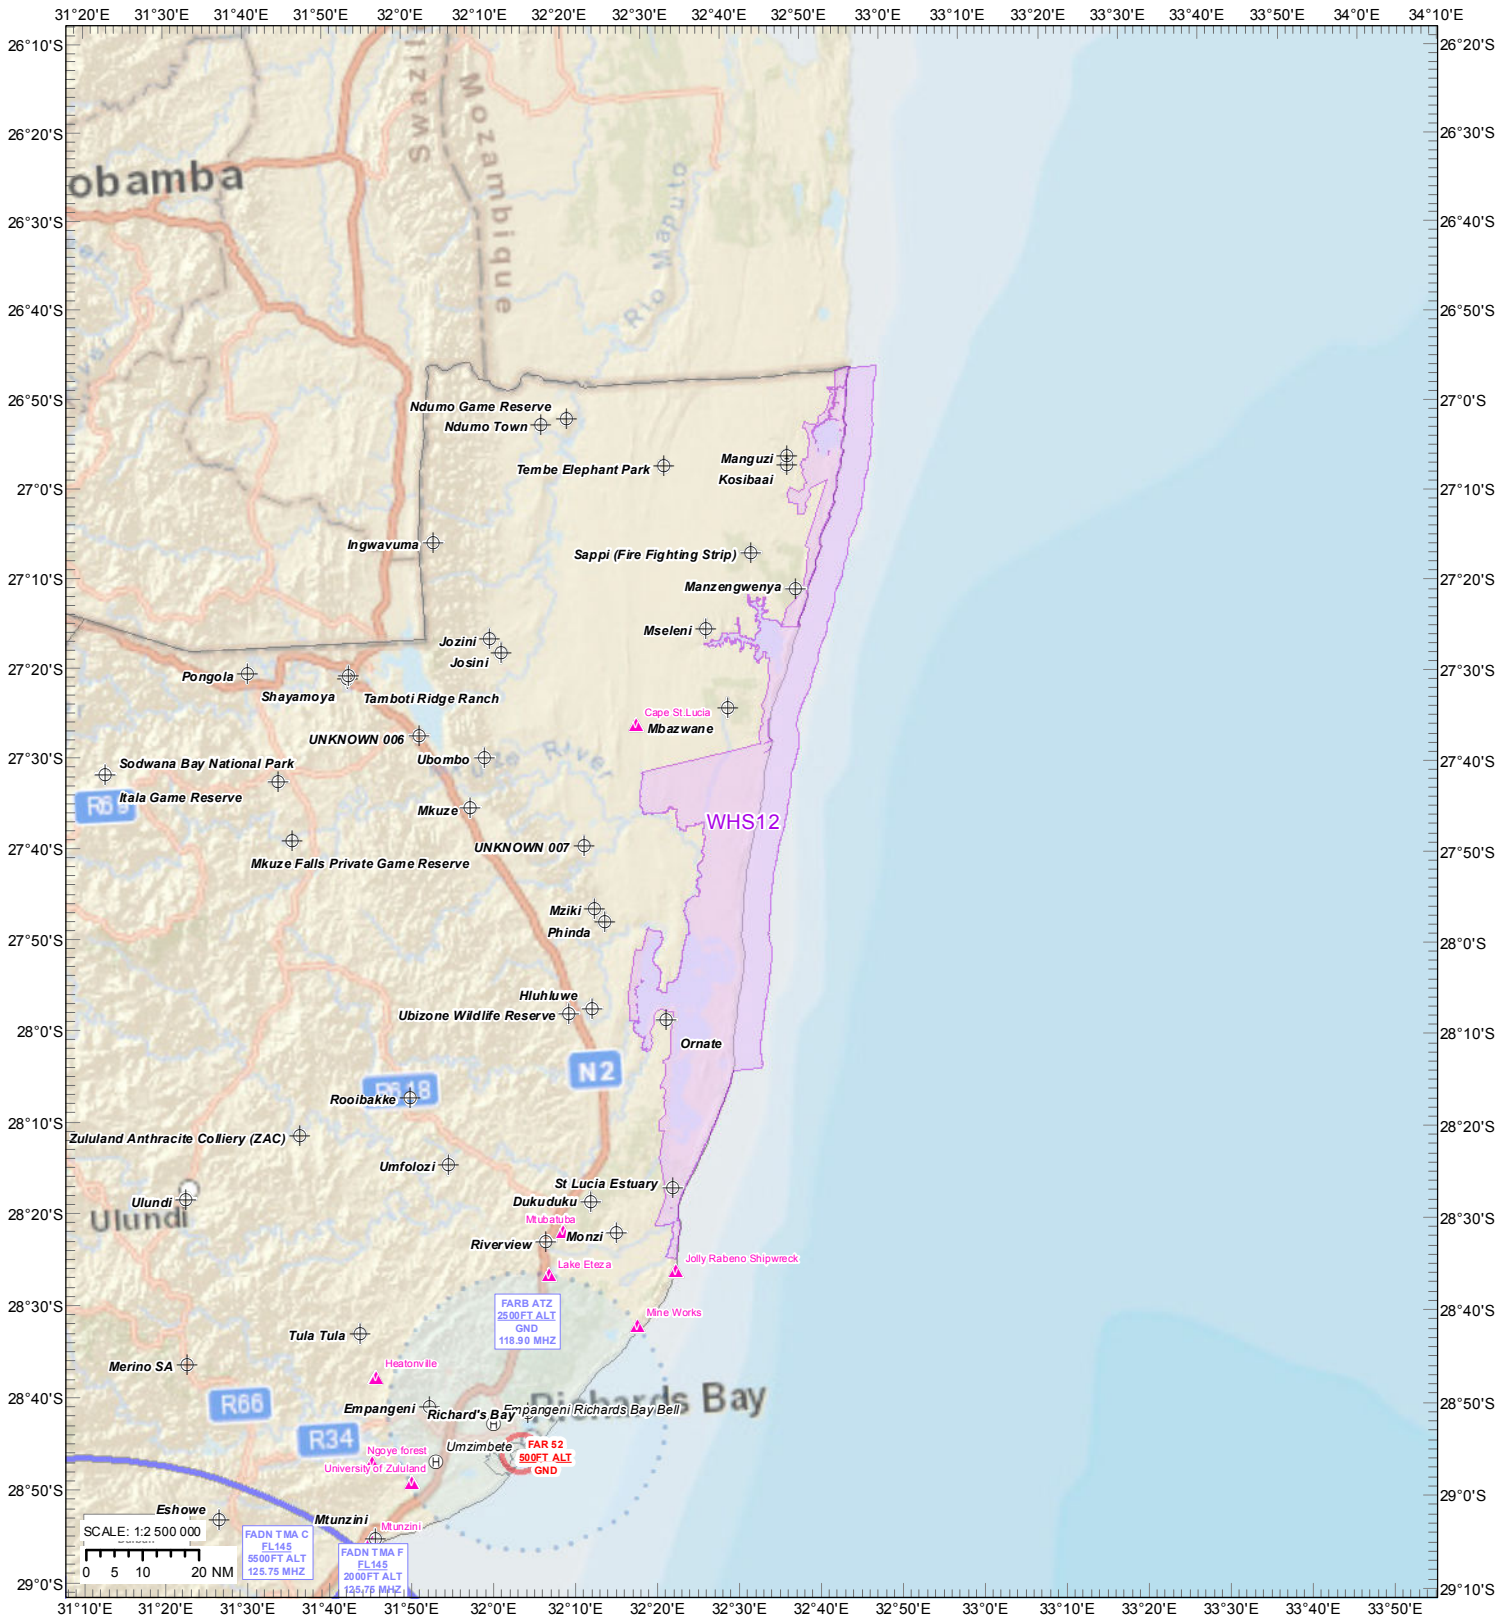 31°20'E 31°30'E 31°40'E 31°50'E 32°0'E 32°10'E 32°20'E 32°30'E 32°40'E 32°50'E 33°0'E 33°10'E 33°20'E 33°30'E 33°40'E 33°50'E 34°0'E 34°10'E
26°10'S
26°20'S
26°20'S
26°30'S
26°30'S
26°40'S
26°40'S
26°50'S
26°50'S
27°0'S
27°0'S
27°10'S
27°10'S
27°20'S
27°20'S
27°30'S
27°30'S
27°40'S
27°40'S
27°50'S
27°50'S
28°0'S
28°0'S
28°10'S
28°10'S
28°20'S
28°20'S
28°30'S
28°30'S
28°40'S
28°40'S
28°50'S
28°50'S
29°0'S
29°0'S
29°10'S
obamba
Swazil
Mozambique
Rio Maputo
Ndumo Game Reserve
Ndumo Town
Tembe Elephant Park
Manguzi
Kosibaai
Ingwavuma
Sappi (Fire Fighting Strip)
Manzengwenya
Mseleni
Jozini
Josini
Pongola
Shayamoya
Tamboti Ridge Ranch
Cape St.Lucia
Mbazwane
UNKNOWN 006
Ubombo
River
Sodwana Bay National Park
Itala Game Reserve
Mkuze
WHS12
UNKNOWN 007
Mkuze Falls Private Game Reserve
Mziki
Phinda
Hluhluwe
Ubizone Wildlife Reserve
Ornate
N2
R618
Rooibakke
Zululand Anthracite Colliery (ZAC)
Umfolozi
St Lucia Estuary
Ulundi
Dukuduku
Ulundi
Mtubatuba
Monzi
Riverview
Lake Eteza
Jolly Rabeno Shipwreck
FARB ATZ
2500FT ALT
GND
118.90 MHZ
Mine Works
Tula Tula
Merino SA
Heatonville
R66
Richards Bay
Empangeni
Richard's Bay
Empangeni Richards Bay Bell
R34
Ngoye forest
Umzimbete
FAR 52
500FT ALT
GND
University of Zululand
Eshowe
Mtunzini
Mtunzini
SCALE: 1:2 500 000
0 5 10 20 NM
FADN TMA C
FL145
5500FT ALT
125.75 MHZ
FADN TMA F
FL145
2000FT ALT
125.75 MHZ
31°10'E 31°20'E 31°30'E 31°40'E 31°50'E 32°0'E 32°10'E 32°20'E 32°30'E 32°40'E 32°50'E 33°0'E 33°10'E 33°20'E 33°30'E 33°40'E 33°50'E